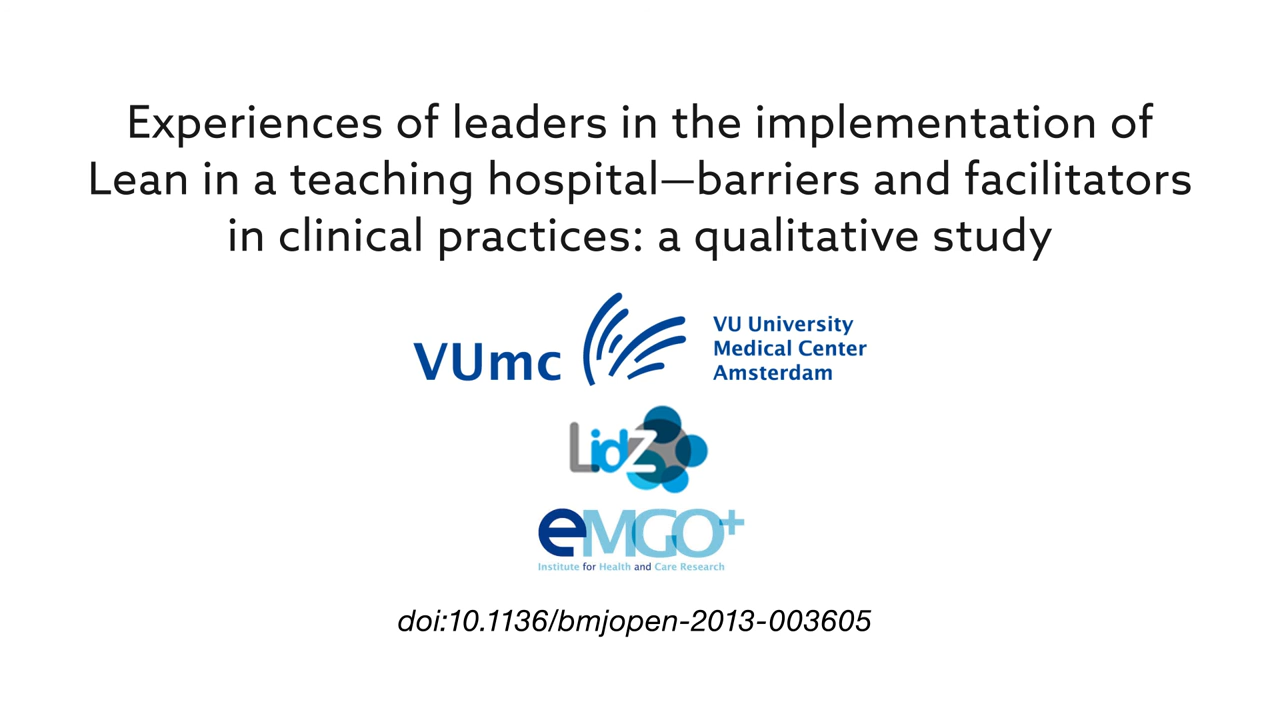 Experiences of leaders in the implementation of
Lean in a teaching hospital—barriers and facilitators
in clinical practices: a qualitative study
VUmc
VU University
Medical Center
Amsterdam
LidZ
eMGO+
Institute for Health and Care Research
doi:10.1136/bmjopen-2013-003605